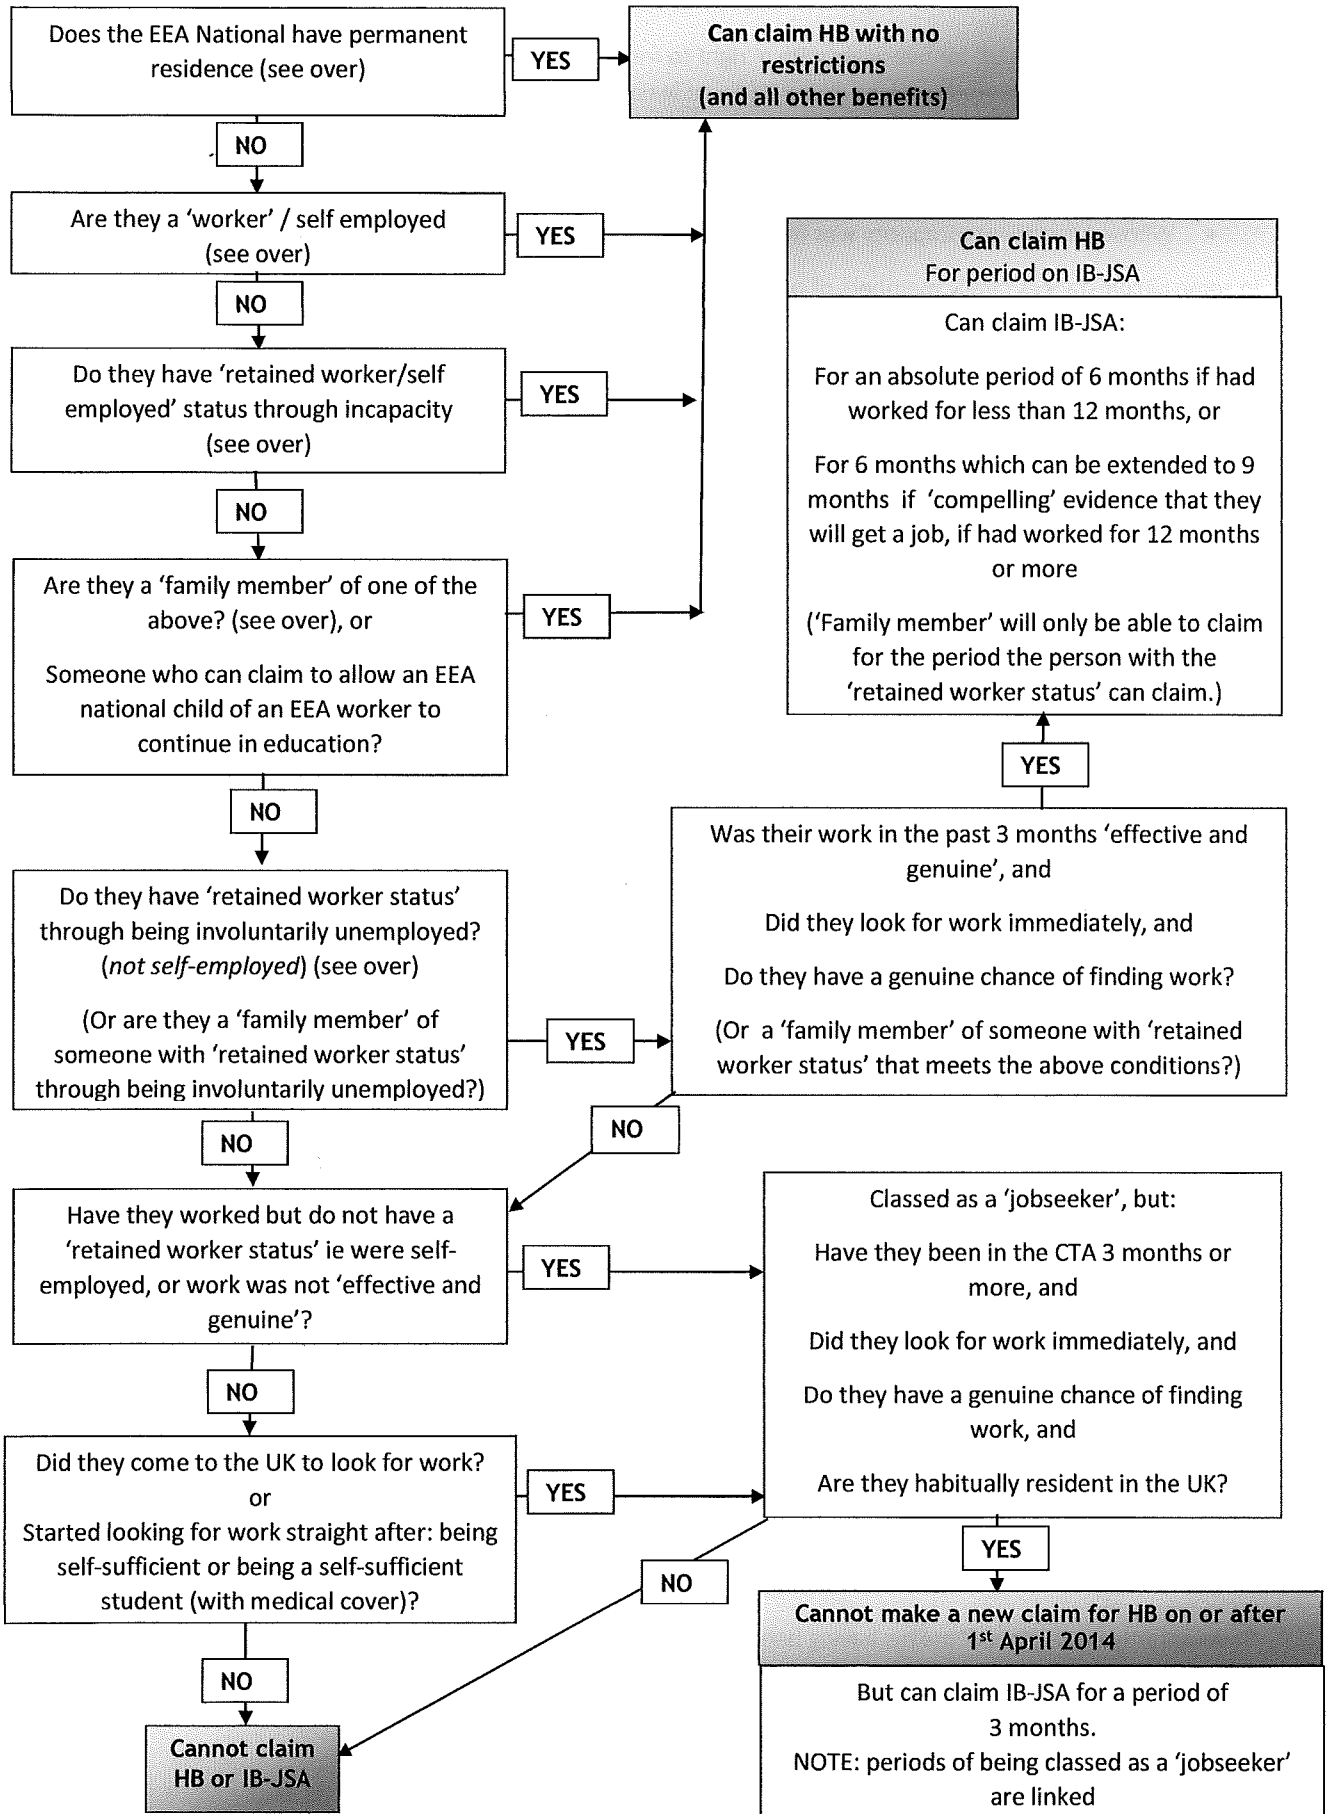 Does the EEA National have permanent
residence (see over)
YES
Can claim HB with no
restrictions
(and all other benefits)
NO
Are they a ‘worker’ / self employed
(see over)
YES
NO
Do they have ‘retained worker/self
employed’ status through incapacity
(see over)
YES
NO
Are they a ‘family member’ of one of the
above? (see over), or
Someone who can claim to allow an EEA
national child of an EEA worker to
continue in education?
YES
NO
Can claim HB
For period on IB-JSA
Can claim IB-JSA:
For an absolute period of 6 months if had
worked for less than 12 months, or
For 6 months which can be extended to 9
months if ‘compelling’ evidence that they
will get a job, if had worked for 12 months
or more
(‘Family member’ will only be able to claim
for the period the person with the
‘retained worker status’ can claim.)
YES
Do they have ‘retained worker status’
through being involuntarily unemployed?
(not self-employed) (see over)
(Or are they a ‘family member’ of
someone with ‘retained worker status’
through being involuntarily unemployed?)
YES
Was their work in the past 3 months ‘effective and
genuine’, and
Did they look for work immediately, and
Do they have a genuine chance of finding work?
(Or a ‘family member’ of someone with ‘retained
worker status’ that meets the above conditions?)
NO
NO
Have they worked but do not have a
‘retained worker status’ ie were self-
employed, or work was not ‘effective and
genuine’?
YES
Classed as a ‘jobseeker’, but:
Have they been in the CTA 3 months or
more, and
Did they look for work immediately, and
Do they have a genuine chance of finding
work, and
Are they habitually resident in the UK?
NO
Did they come to the UK to look for work?
or
Started looking for work straight after: being
self-sufficient or being a self-sufficient
student (with medical cover)?
YES
NO
YES
NO
Cannot claim
HB or IB-JSA
Cannot make a new claim for HB on or after
1st April 2014
But can claim IB-JSA for a period of
3 months.
NOTE: periods of being classed as a ‘jobseeker’
are linked